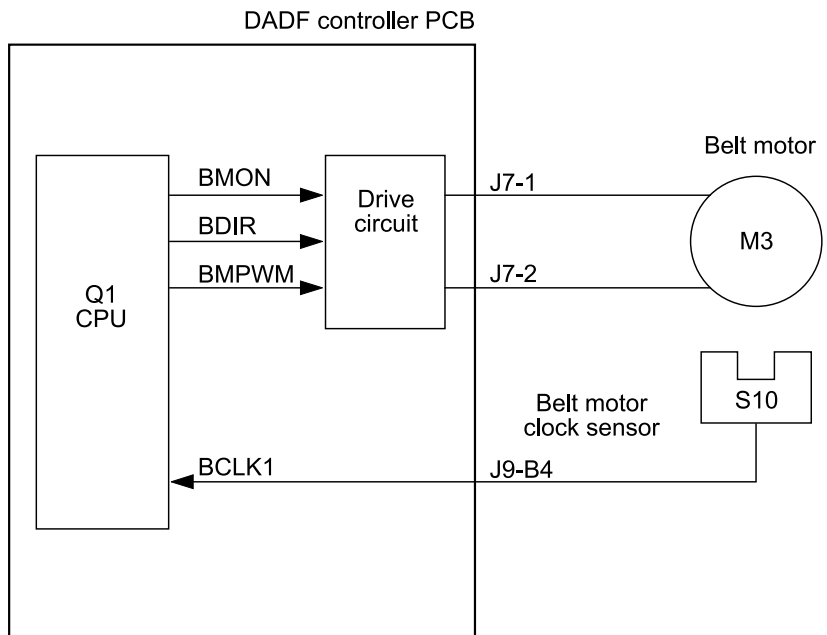 DADF controller PCB
Belt motor
BMON
J7-1
Drive
circuit
BDIR
M3
BMPWM
J7-2
Q1
CPU
S10
Belt motor
clock sensor
BCLK1
J9-B4